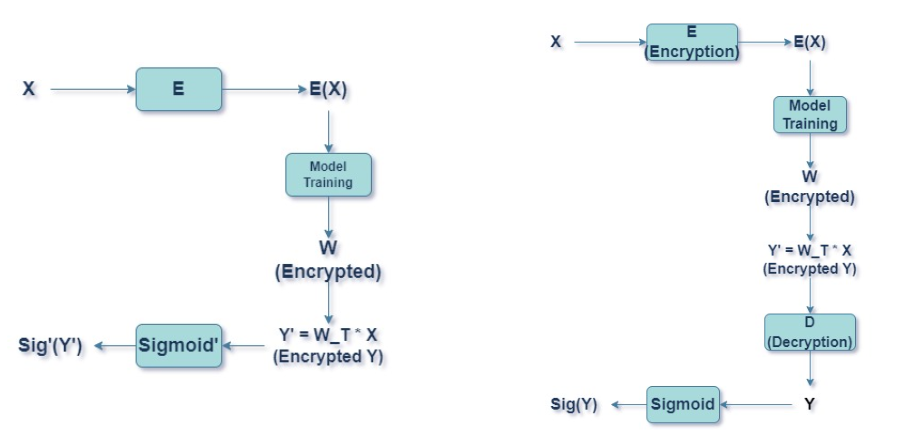 X
E
E(X)
Model
Training
W
(Encrypted)
Y' = W_T * X
(Encrypted Y)
Sigmoid'
Sig'(Y')
X
E
(Encryption)
E(X)
Model
Training
W
(Encrypted)
Y' = W_T * X
(Encrypted Y)
D
(Decryption)
Y
Sigmoid
Sig(Y)